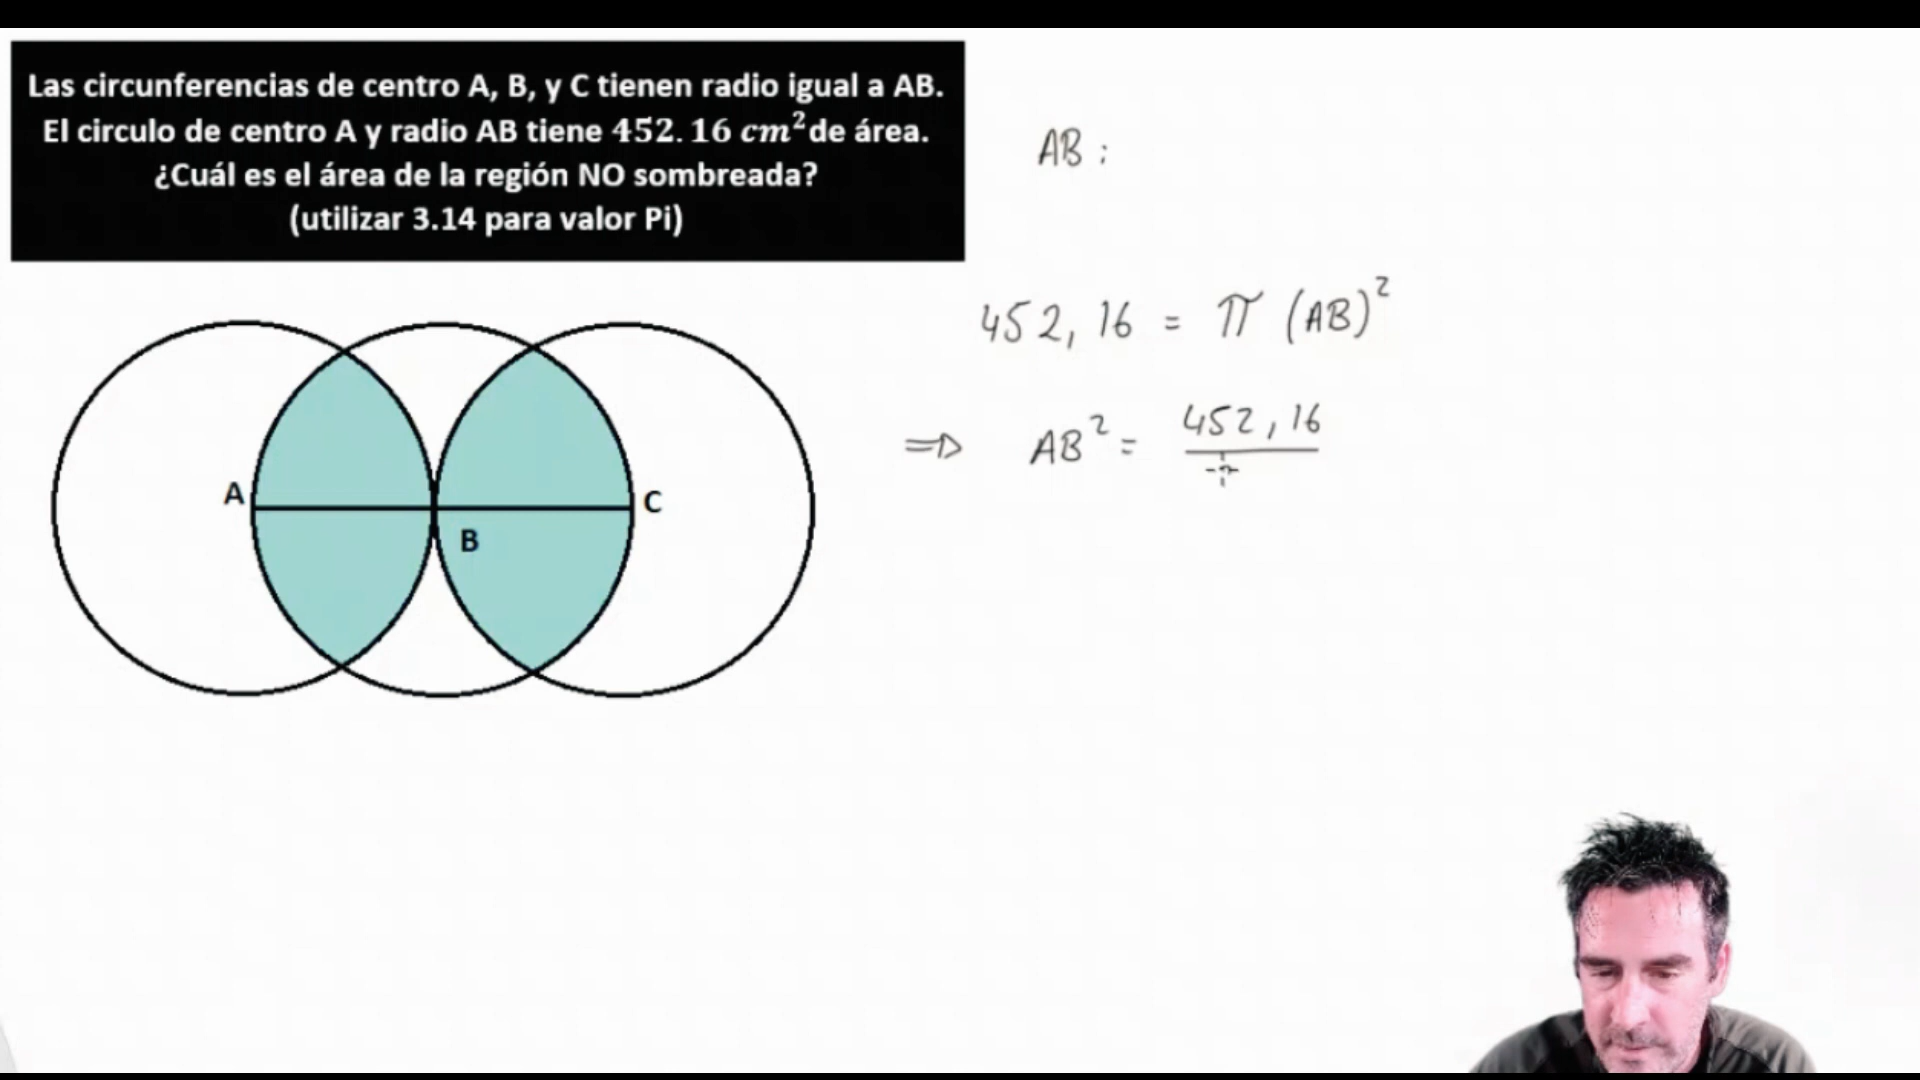 Las circunferencias de centro A, B, y C tienen radio igual a AB.
El circulo de centro A y radio AB tiene 452.16 cm² de área.
¿Cuál es el área de la región NO sombreada?
(utilizar 3.14 para valor Pi)
AB :
452,16 = π (AB)²
⇒ AB² = 452,16
A
B
C